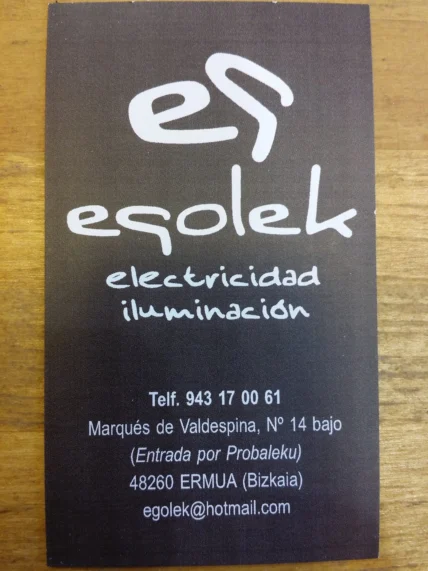 eg
egolek
electricidad
iluminación
Telf. 943 17 00 61
Marqués de Valdespina, Nº 14 bajo
(Entrada por Probaleku)
48260 ERMUA (Bizkaia)
egolek@hotmail.com